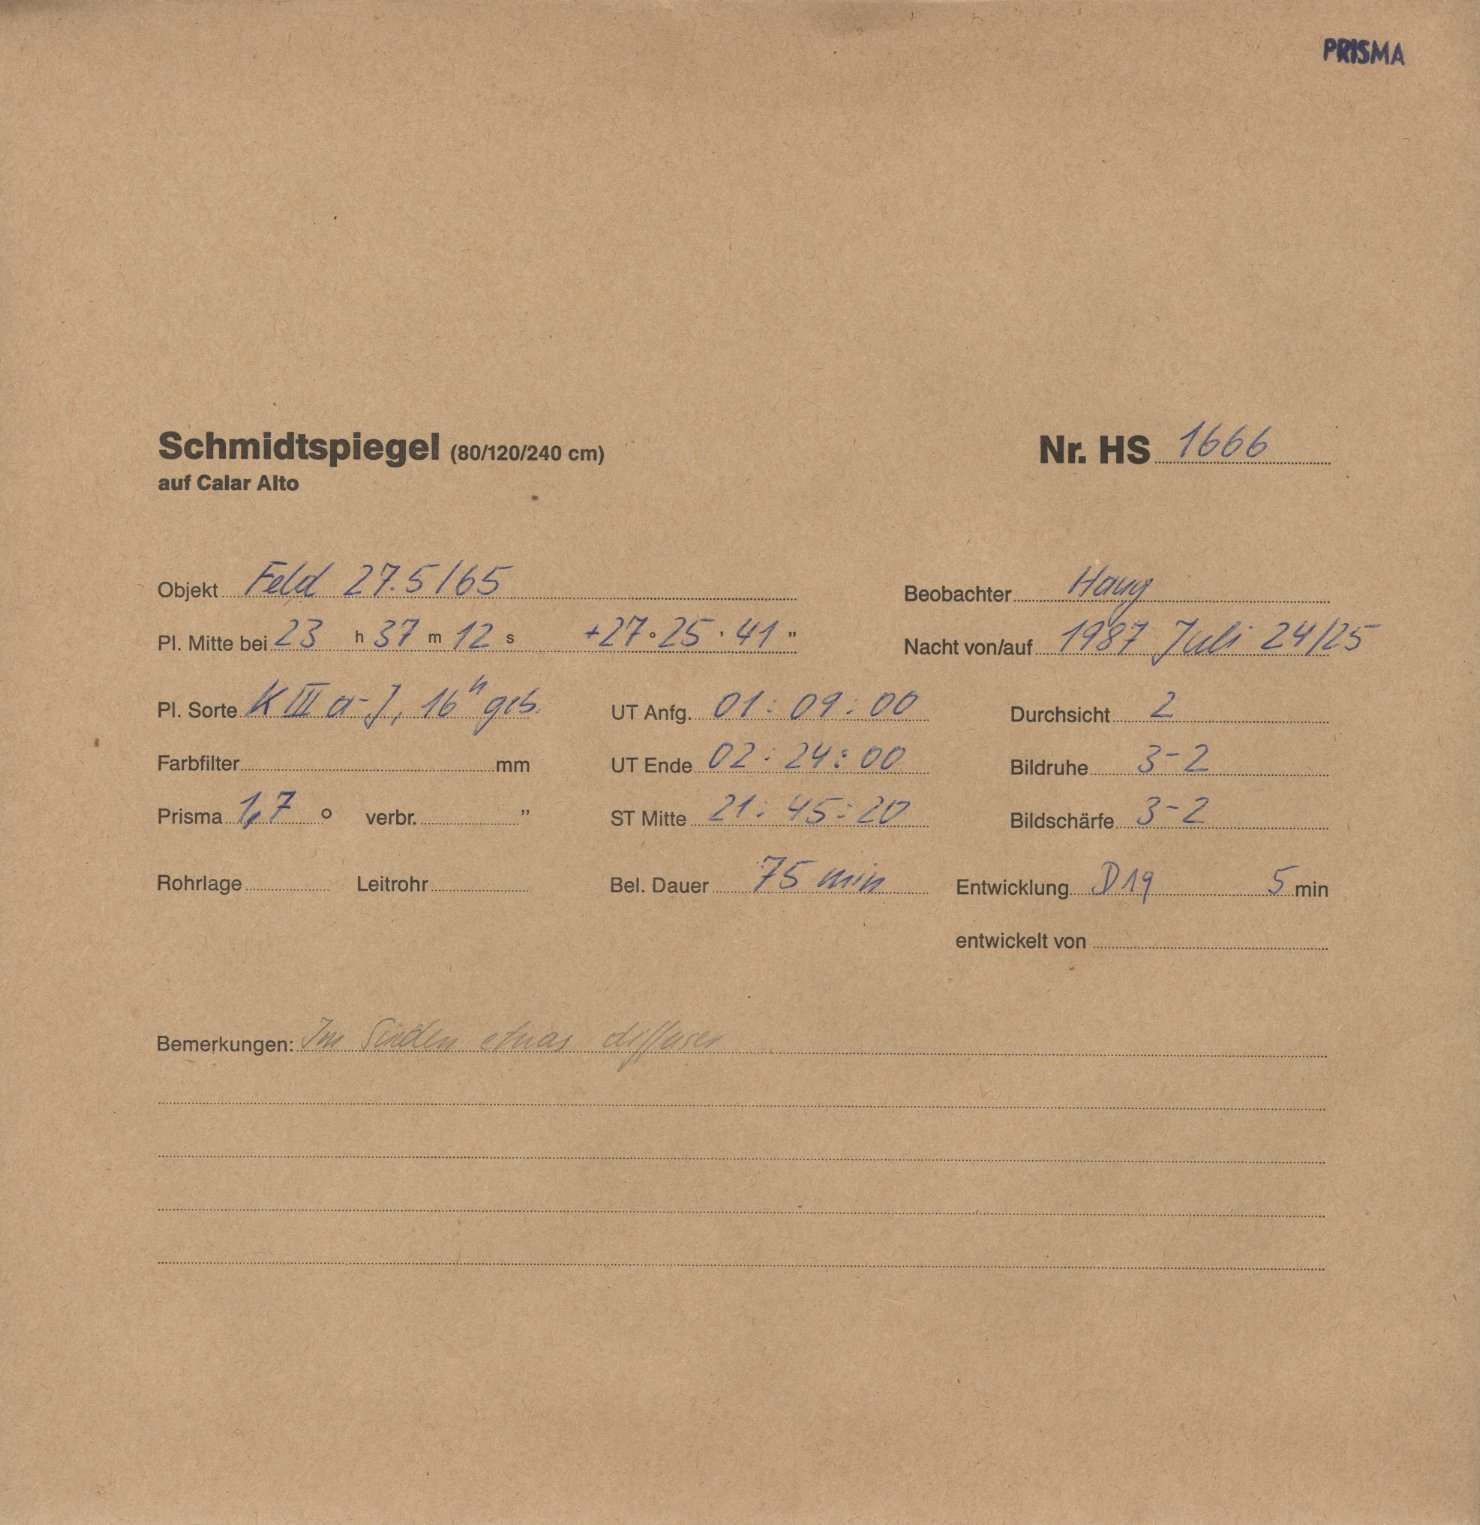 PRISMA
Schmidtspiegel (80/120/240 cm) Nr. HS 1666
auf Calar Alto
Objekt Feld 27.5/65 Beobachter Haug
Pl. Mitte bei 23 h 37 m 12 s +27° 25' 41" Nacht von/auf 1987 Juli 24/25
Pl. Sorte K III a-J, 16h geb. UT Anfg. 01:09:00 Durchsicht 2
Farbfilter mm UT Ende 02:24:00 Bildruhe 3-2
Prisma 1,7 ° verbr. " ST Mitte 21:45:20 Bildschärfe 3-2
Rohrlage Leitrohr Bel. Dauer 75 min Entwicklung D19 5 min
entwickelt von
Bemerkungen: Im Süden etwas diffuser